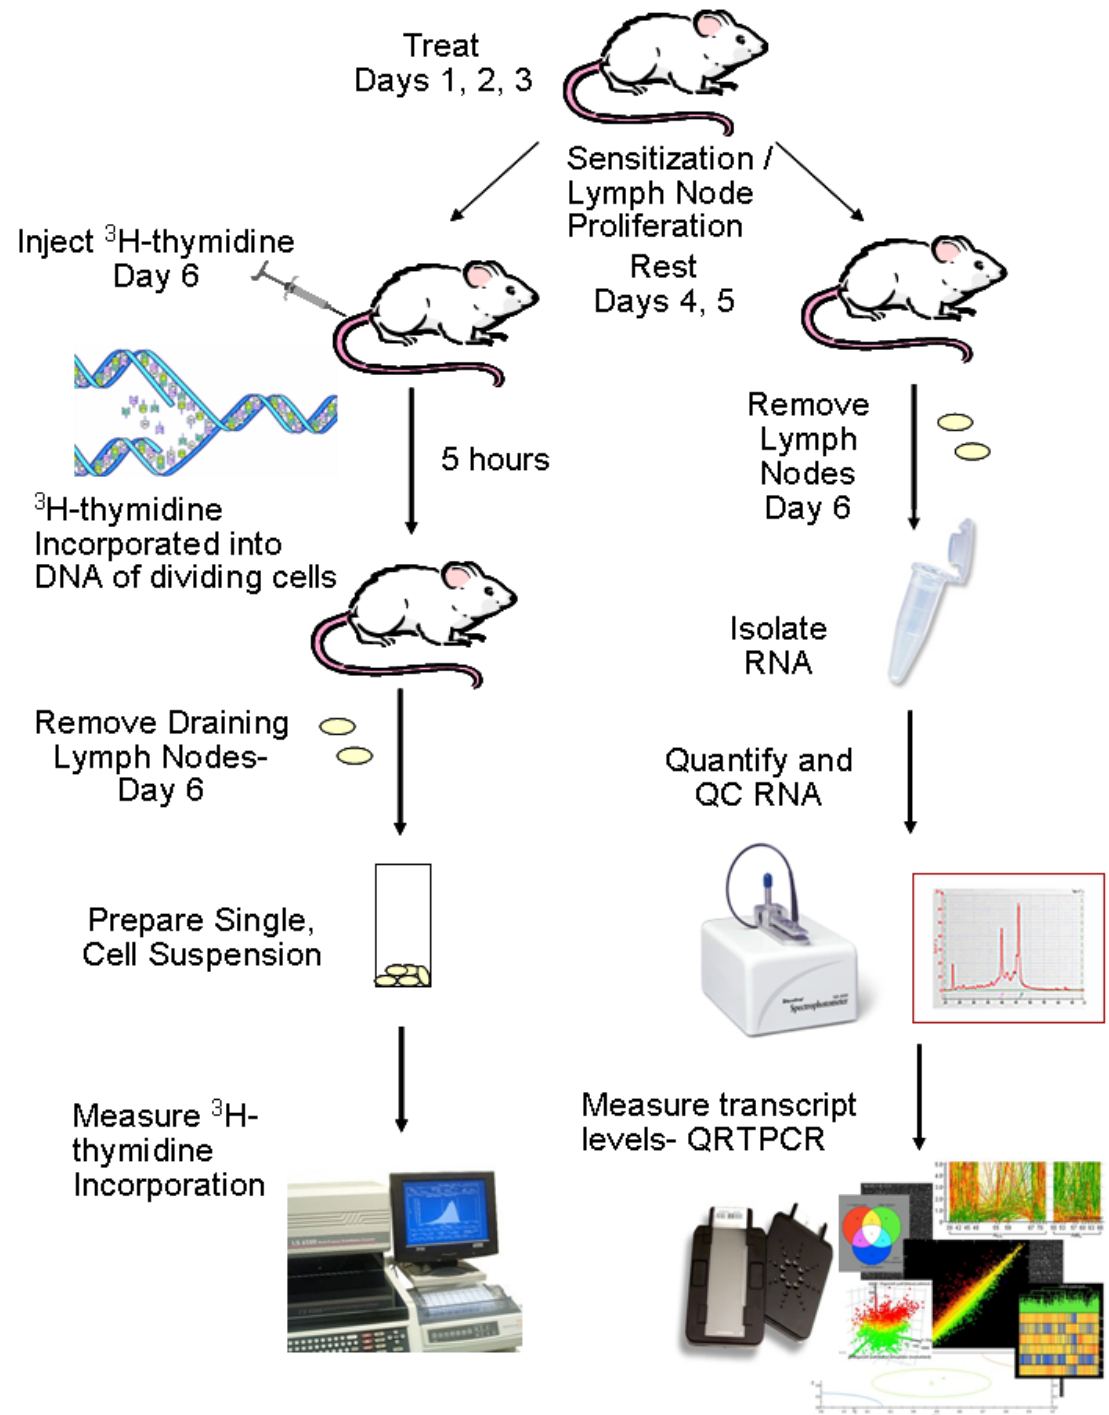 Treat
Days 1, 2, 3
Sensitization /
Lymph Node
Proliferation
Rest
Days 4, 5
Inject ³H-thymidine
Day 6
5 hours
³H-thymidine
Incorporated into
DNA of dividing cells
Remove Draining
Lymph Nodes-
Day 6
Prepare Single,
Cell Suspension
Measure ³H-
thymidine
Incorporation
Remove
Lymph
Nodes
Day 6
Isolate
RNA
Quantify and
QC RNA
Spectrophotometer
Measure transcript
levels- QRTPCR